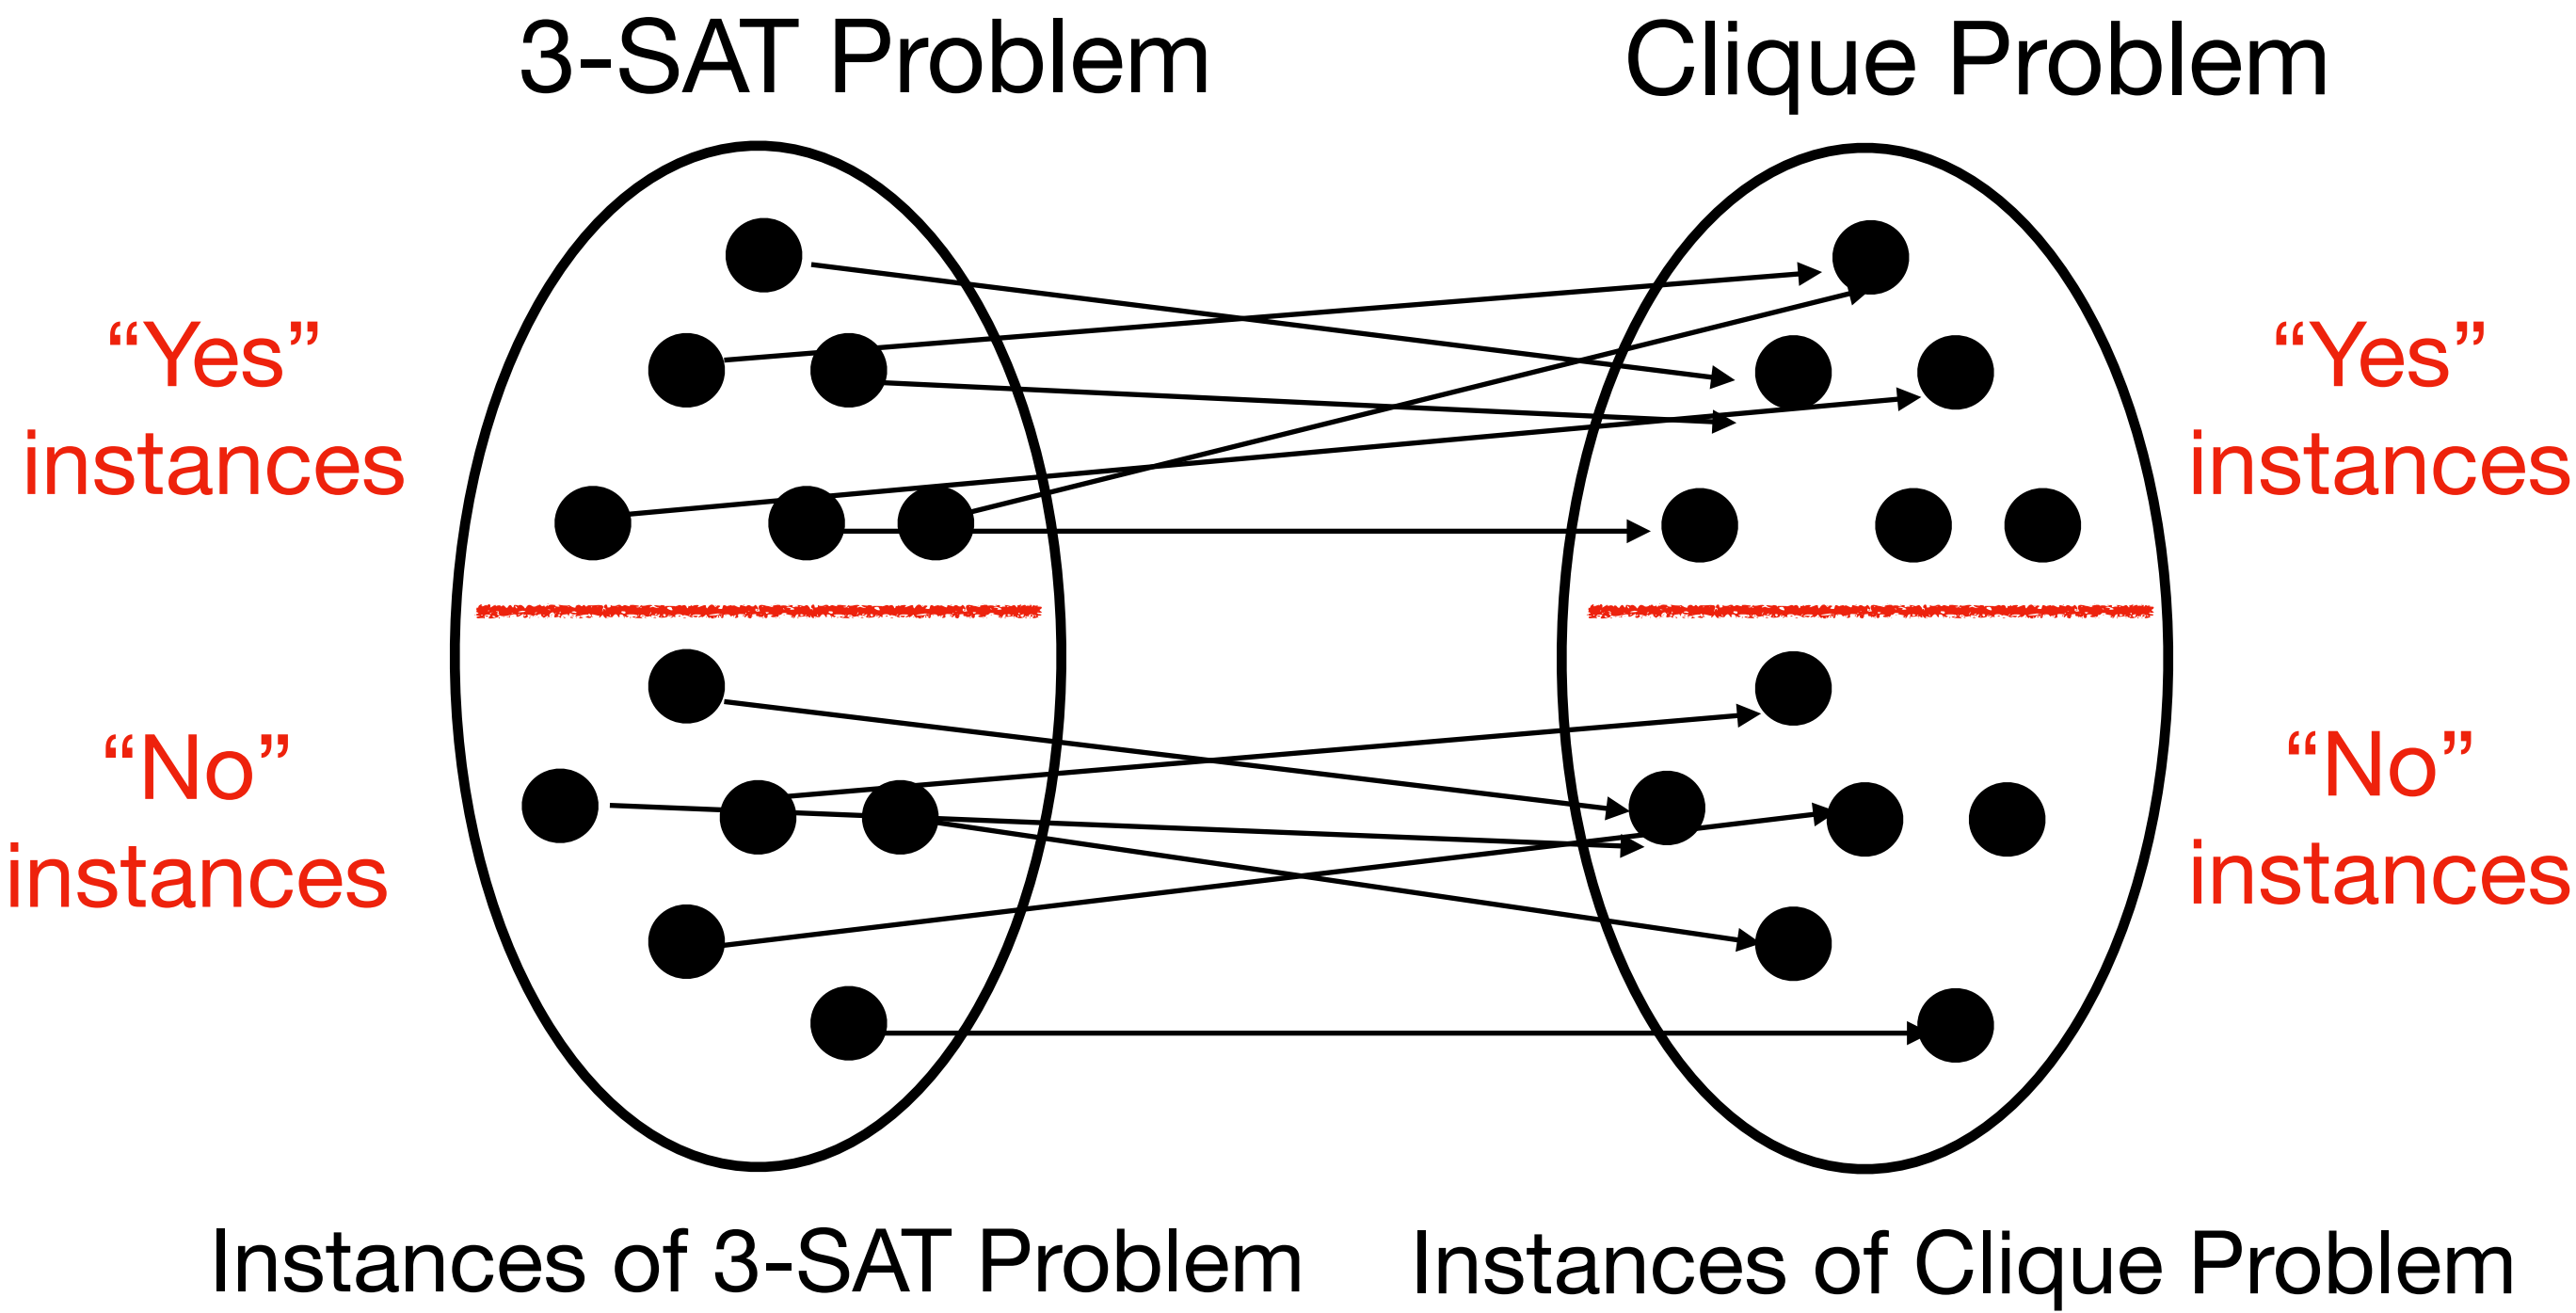 3-SAT Problem
Clique Problem
“Yes”
instances
“Yes”
instances
“No”
instances
“No”
instances
Instances of 3-SAT Problem
Instances of Clique Problem